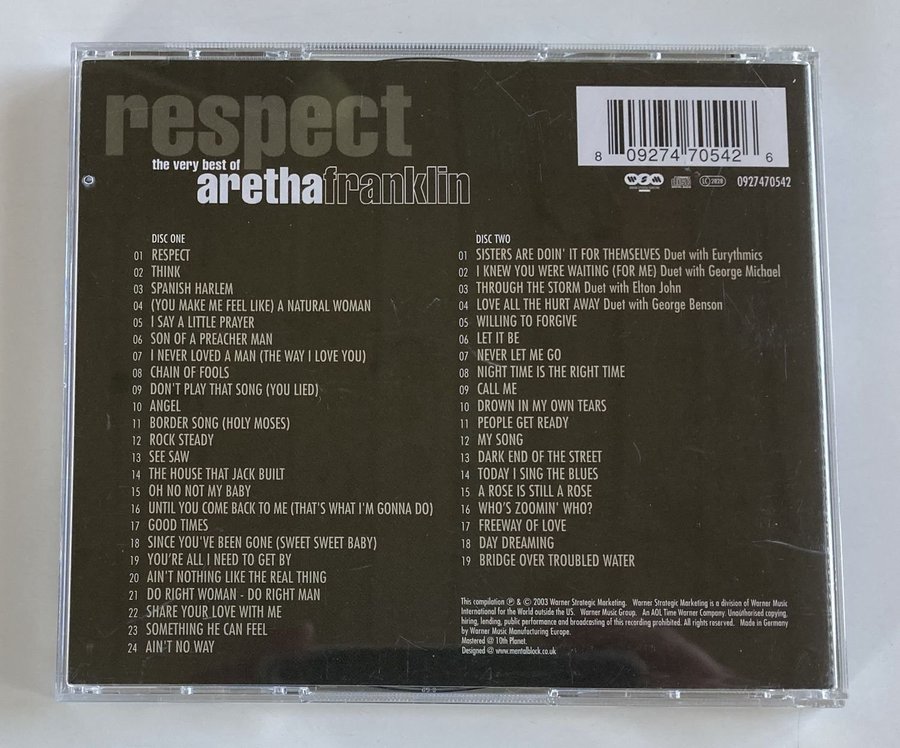 respect
the very best of
arethafranklin
8 09274 70542 6
WSM
LC 2828
0927470542
DISC ONE
01 RESPECT
02 THINK
03 SPANISH HARLEM
04 (YOU MAKE ME FEEL LIKE) A NATURAL WOMAN
05 I SAY A LITTLE PRAYER
06 SON OF A PREACHER MAN
07 I NEVER LOVED A MAN (THE WAY I LOVE YOU)
08 CHAIN OF FOOLS
09 DON'T PLAY THAT SONG (YOU LIED)
10 ANGEL
11 BORDER SONG (HOLY MOSES)
12 ROCK STEADY
13 SEE SAW
14 THE HOUSE THAT JACK BUILT
15 OH NO NOT MY BABY
16 UNTIL YOU COME BACK TO ME (THAT'S WHAT I'M GONNA DO)
17 GOOD TIMES
18 SINCE YOU'VE BEEN GONE (SWEET SWEET BABY)
19 YOU'RE ALL I NEED TO GET BY
20 AIN'T NOTHING LIKE THE REAL THING
21 DO RIGHT WOMAN - DO RIGHT MAN
22 SHARE YOUR LOVE WITH ME
23 SOMETHING HE CAN FEEL
24 AIN'T NO WAY
DISC TWO
01 SISTERS ARE DOIN' IT FOR THEMSELVES Duet with Eurythmics
02 I KNEW YOU WERE WAITING (FOR ME) Duet with George Michael
03 THROUGH THE STORM Duet with Elton John
04 LOVE ALL THE HURT AWAY Duet with George Benson
05 WILLING TO FORGIVE
06 LET IT BE
07 NEVER LET ME GO
08 NIGHT TIME IS THE RIGHT TIME
09 CALL ME
10 DROWN IN MY OWN TEARS
11 PEOPLE GET READY
12 MY SONG
13 DARK END OF THE STREET
14 TODAY I SING THE BLUES
15 A ROSE IS STILL A ROSE
16 WHO'S ZOOMIN' WHO?
17 FREEWAY OF LOVE
18 DAY DREAMING
19 BRIDGE OVER TROUBLED WATER
This compilation ℗ & © 2003 Warner Strategic Marketing. Warner Strategic Marketing is a division of Warner Music
International for the World outside the US. Warner Music Group. An AOL Time Warner Company. Unauthorised copying,
hiring, lending, public performance and broadcasting of this recording prohibited. All rights reserved. Made in Germany
by Warner Music Manufacturing Europe.
Mastered @ 10th Planet.
Designed @ www.mentalblock.co.uk